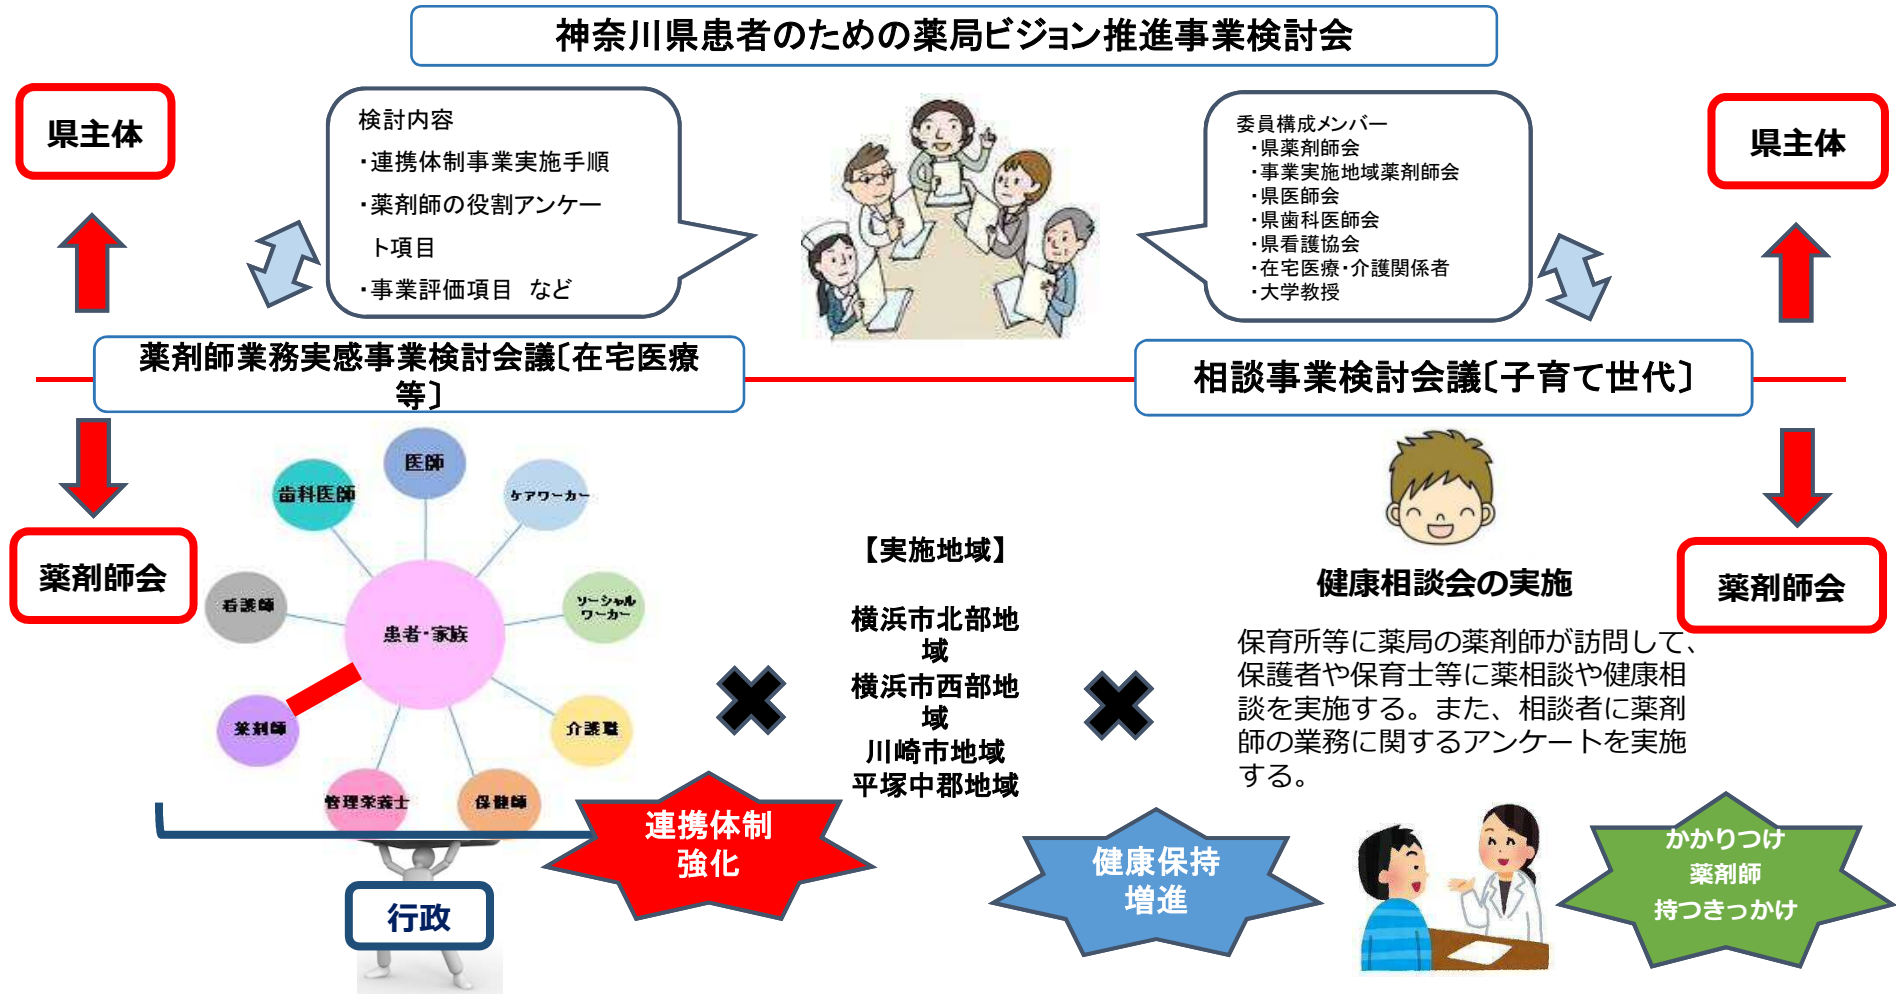 神奈川県患者のための薬局ビジョン推進事業検討会
県主体
検討内容
・連携体制事業実施手順
・薬剤師の役割アンケー
ト項目
・事業評価項目　など
委員構成メンバー
・県薬剤師会
・事業実施地域薬剤師会
・県医師会
・県歯科医師会
・県看護協会
・在宅医療・介護関係者
・大学教授
県主体
薬剤師業務実感事業検討会議〔在宅医療
等〕
相談事業検討会議〔子育て世代〕
薬剤師会
医師
歯科医師
ケアワーカー
看護師
ソーシャル
ワーカー
患者・家族
薬剤師
介護職
管理栄養士
保健師
行政
連携体制
強化
【実施地域】
横浜市北部地
域
横浜市西部地
域
川崎市地域
平塚中郡地域
健康保持
増進
健康相談会の実施
薬剤師会
保育所等に薬局の薬剤師が訪問して、
保護者や保育士等に薬相談や健康相
談を実施する。また、相談者に薬剤
師の業務に関するアンケートを実施
する。
かかりつけ
薬剤師
持つきっかけ